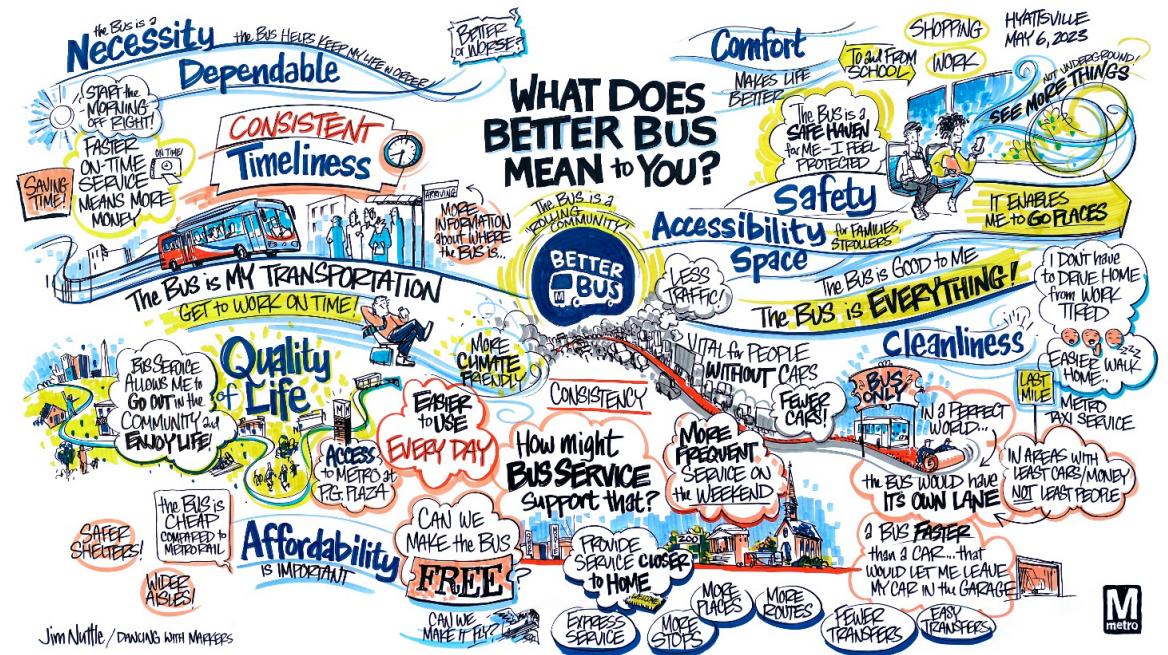 the BUS is a
NECESSITY
the BUS HELPS KEEP MY LIFE IN ORDER!
DEPENDABLE
BETTER
or WORSE?
START the
MORNING
OFF RIGHT!
FASTER
ON-TIME
SERVICE
MEANS MORE
MONEY
ON TIME!
SAVING
TIME!
CONSISTENT
TIMELINESS
ARRIVING
MORE
INFORMATION
about WHERE
the BUS is...
The BUS is MY TRANSPORTATION
GET to WORK ON TIME!
WHAT DOES
BETTER BUS
MEAN to YOU?
The BUS is a
"ROLLING
COMMUNITY"
BETTER
BUS
M
COMFORT
MAKES LIFE
BETTER
To and FROM
SCHOOL
SHOPPING
WORK
HYATTSVILLE
MAY 6, 2023
NOT UNDERGROUND!
SEE MORE THINGS
The BUS is a
SAFE HAVEN
for ME-I FEEL
PROTECTED
SAFETY
IT ENABLES
ME to GO PLACES
ACCESSIBILITY
for FAMILIES,
STROLLERS
SPACE
LESS
TRAFFIC!
The BUS is GOOD to ME
The BUS is EVERYTHING!
I DON'T have
to DRIVE HOME
from WORK
TIRED
ZZZ
EASIER WALK
HOME..
CLEANLINESS
QUALITY
of LIFE
BUS SERVICE
ALLOWS ME to
GO OUT in the
COMMUNITY and
ENJOY LIFE!
M
ACCESS
to METRO at
P.G. PLAZA
MORE
CLIMATE
FRIENDLY
EASIER
to USE
EVERY DAY
CONSISTENCY
How might
BUS SERVICE
support that?
VITAL for PEOPLE
WITHOUT CARS
FEWER
CARS!
MORE
FREQUENT
SERVICE ON
the WEEKEND
BUS
ONLY
IN a PERFECT
WORLD...
the BUS WOULD have
ITS OWN LANE
LAST
MILE
METRO
TAXI SERVICE
IN AREAS WITH
LEAST CARS/MONEY
NOT LEAST PEOPLE
a BUS FASTER
than a CAR...that
WOULD LET ME LEAVE
MY CAR IN the GARAGE
SAFER
SHELTERS!
the BUS is
CHEAP
COMPARED to
METRORAIL
WIDER
AISLES!
AFFORDABILITY
IS IMPORTANT
CAN WE
MAKE the BUS
FREE?
CAN WE
MAKE IT FLY?
PROVIDE
SERVICE CLOSER
to HOME
WELCOME
ZOO
EXPRESS
SERVICE
MORE
STOPS
MORE
PLACES
MORE
ROUTES
FEWER
TRANSFERS
EASY
TRANSFERS
Jim Nuttle / DANCING WITH MARKERS
M
metro